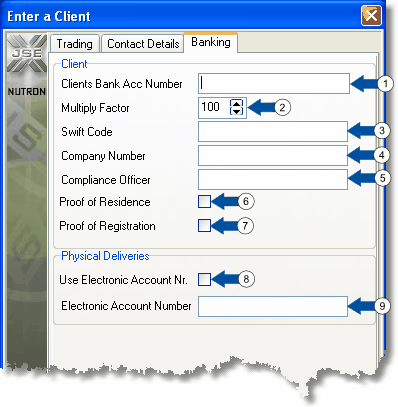 Enter a Client
JSE
NUTRON
Trading Contact Details Banking
Client
Clients Bank Acc Number 1
Multiply Factor 100 2
Swift Code 3
Company Number 4
Compliance Officer 5
Proof of Residence 6
Proof of Registration 7
Physical Deliveries
Use Electronic Account Nr. 8
Electronic Account Number 9